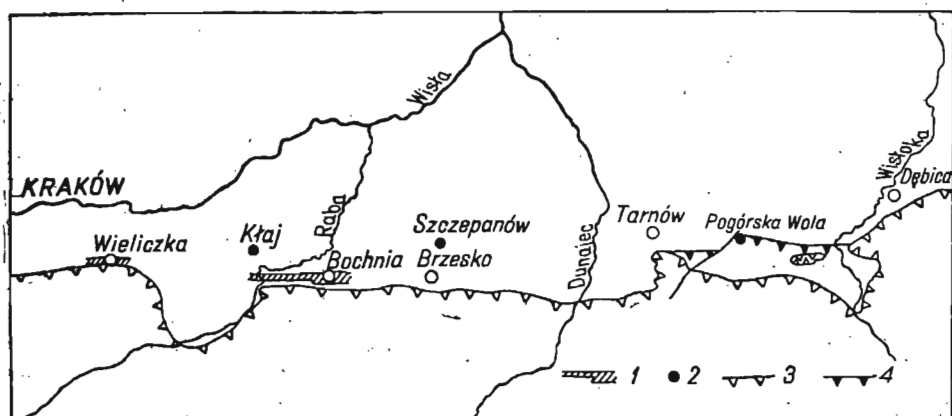 Wisła
Wisłoka
Dębica
KRAKÓW
Raba
Szczepanów
Tarnów
Pogórska Wola
Wieliczka
Kłaj
Bochnia
Brzesko
Dunajec
1 2 3 4